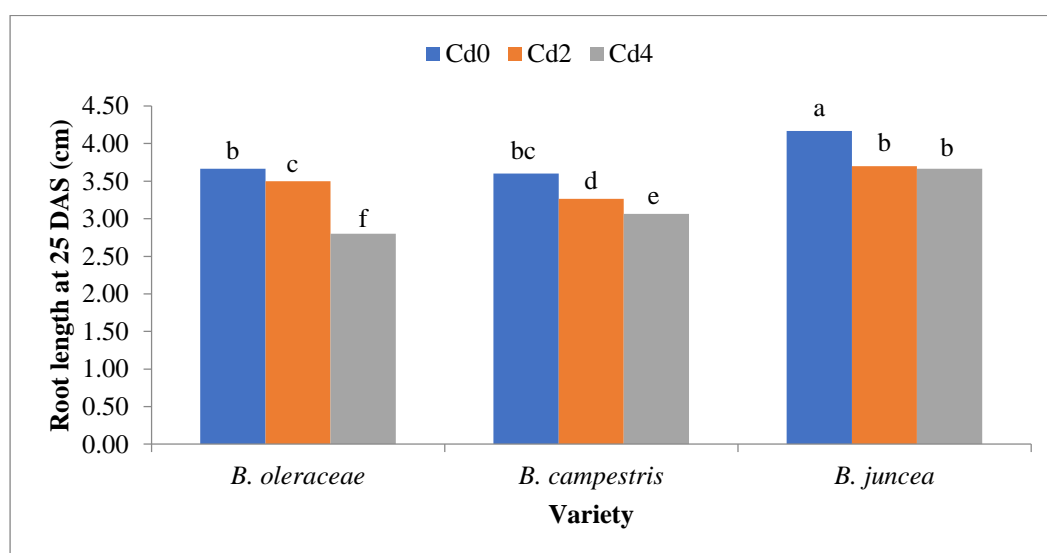 Cd0 Cd2 Cd4
Root length at 25 DAS (cm)
4.50
4.00
3.50
3.00
2.50
2.00
1.50
1.00
0.50
0.00
b c f
bc d e
a b b
B. oleraceae B. campestris B. juncea
Variety